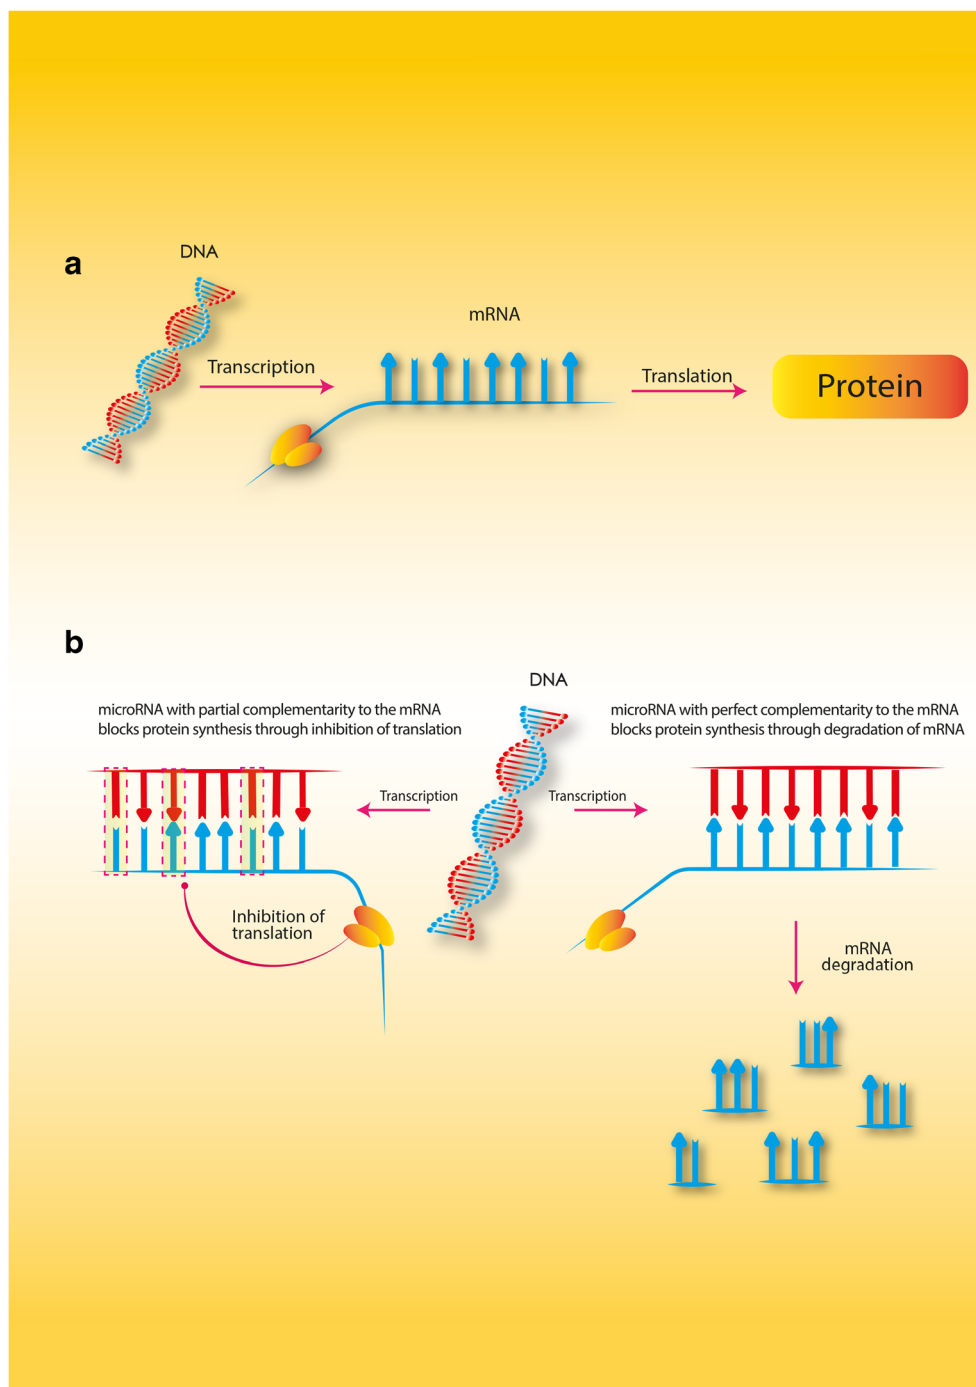 a
DNA
mRNA
Transcription
Translation
Protein
b
DNA
microRNA with partial complementarity to the mRNA
blocks protein synthesis through inhibition of translation
microRNA with perfect complementarity to the mRNA
blocks protein synthesis through degradation of mRNA
Transcription
Transcription
Inhibition of
translation
mRNA
degradation